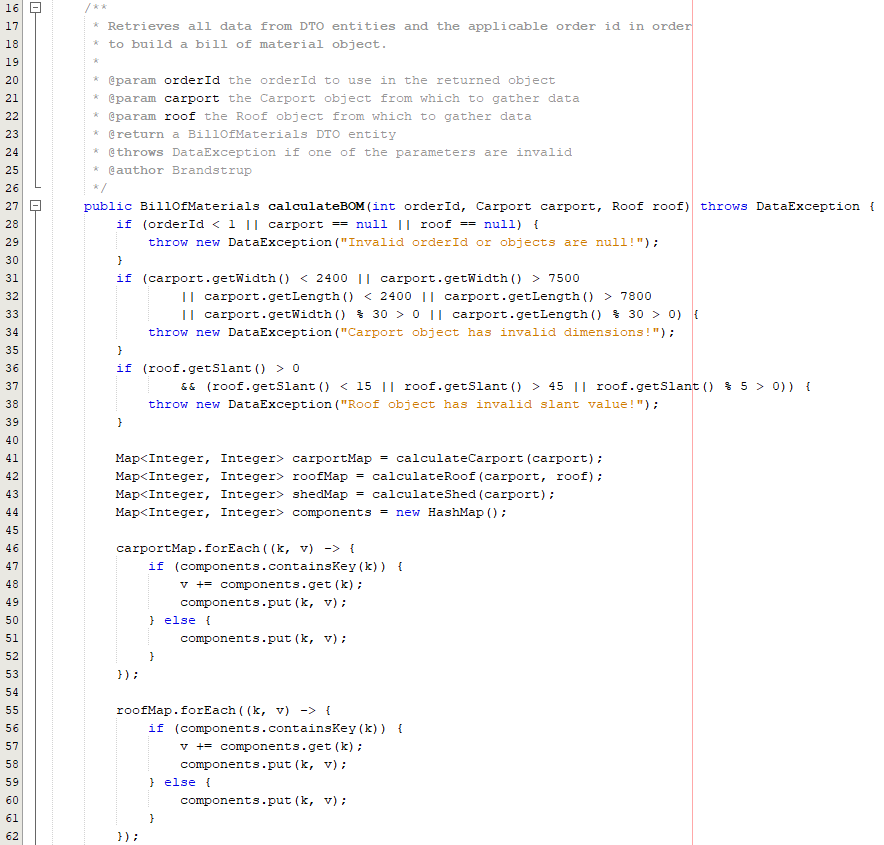 16 /**
17 * Retrieves all data from DTO entities and the applicable order id in order
18 * to build a bill of material object.
19 *
20 * @param orderId the orderId to use in the returned object
21 * @param carport the Carport object from which to gather data
22 * @param roof the Roof object from which to gather data
23 * @return a BillOfMaterials DTO entity
24 * @throws DataException if one of the parameters are invalid
25 * @author Brandstrup
26 */
27 public BillOfMaterials calculateBOM(int orderId, Carport carport, Roof roof) throws DataException {
28 if (orderId < 1 || carport == null || roof == null) {
29 throw new DataException("Invalid orderId or objects are null!");
30 }
31 if (carport.getWidth() < 2400 || carport.getWidth() > 7500
32 || carport.getLength() < 2400 || carport.getLength() > 7800
33 || carport.getWidth() % 30 > 0 || carport.getLength() % 30 > 0) {
34 throw new DataException("Carport object has invalid dimensions!");
35 }
36 if (roof.getSlant() > 0
37 && (roof.getSlant() < 15 || roof.getSlant() > 45 || roof.getSlant() % 5 > 0)) {
38 throw new DataException("Roof object has invalid slant value!");
39 }
40
41 Map<Integer, Integer> carportMap = calculateCarport(carport);
42 Map<Integer, Integer> roofMap = calculateRoof(carport, roof);
43 Map<Integer, Integer> shedMap = calculateShed(carport);
44 Map<Integer, Integer> components = new HashMap();
45
46 carportMap.forEach((k, v) -> {
47 if (components.containsKey(k)) {
48 v += components.get(k);
49 components.put(k, v);
50 } else {
51 components.put(k, v);
52 }
53 });
54
55 roofMap.forEach((k, v) -> {
56 if (components.containsKey(k)) {
57 v += components.get(k);
58 components.put(k, v);
59 } else {
60 components.put(k, v);
61 }
62 });